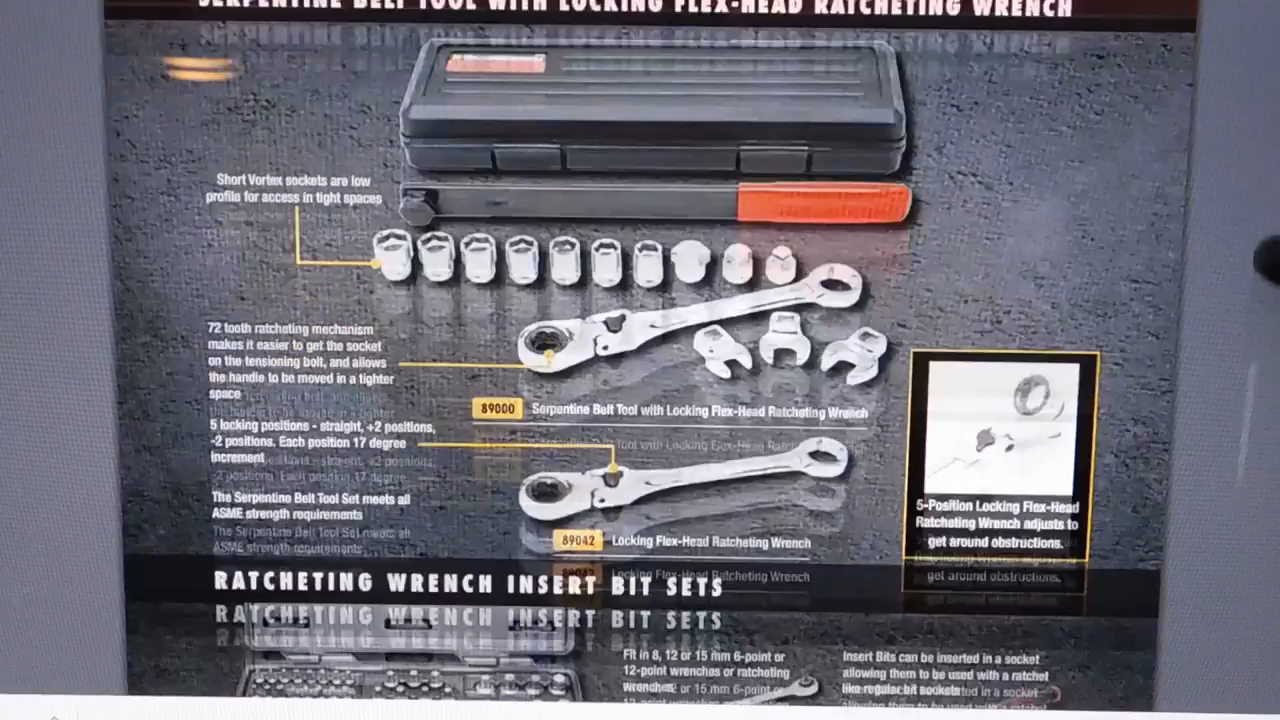 SERPENTINE BELT TOOL WITH LOCKING FLEX-HEAD RATCHETING WRENCH
Short Vortex sockets are low
profile for access in tight spaces
72 tooth ratcheting mechanism
makes it easier to get the socket
on the tensioning bolt, and allows
the handle to be moved in a tighter
space
5 locking positions - straight, +2 positions,
-2 positions. Each position 17 degree
increment
The Serpentine Belt Tool Set meets all
ASME strength requirements
89000 Serpentine Belt Tool with Locking Flex-Head Ratcheting Wrench
89042 Locking Flex-Head Ratcheting Wrench
5-Position Locking Flex-Head
Ratcheting Wrench adjusts to
get around obstructions.
RATCHETING WRENCH INSERT BIT SETS
Fit in 8, 12 or 15 mm 6-point or
12-point wrenches or ratcheting
wrenches
Insert Bits can be inserted in a socket
allowing them to be used with a ratchet
like regular bit sockets